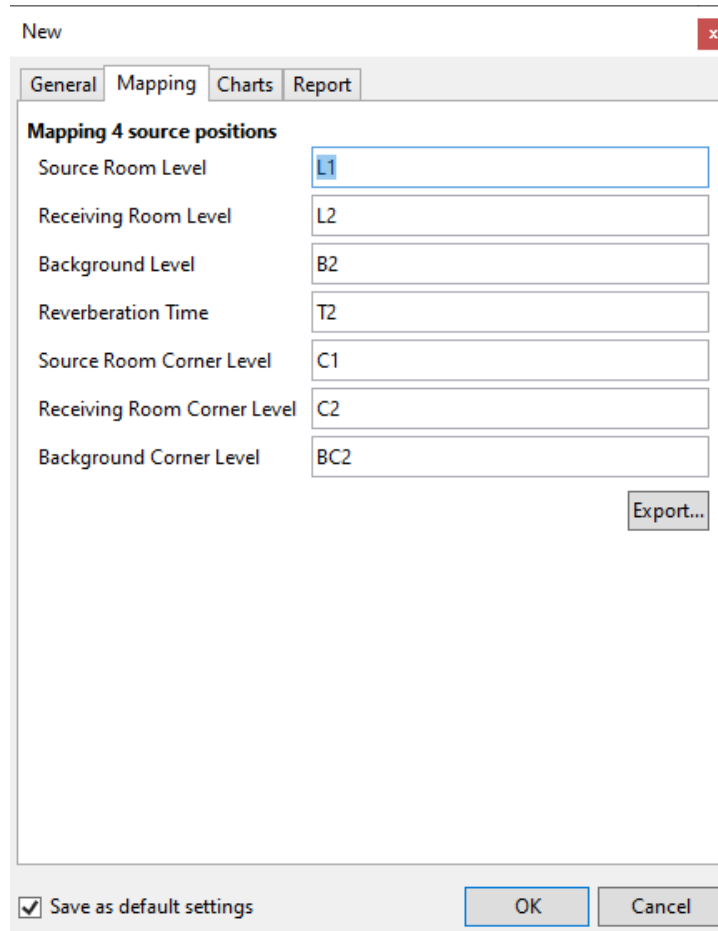 New
x
General Mapping Charts Report
Mapping 4 source positions
Source Room Level L1
Receiving Room Level L2
Background Level B2
Reverberation Time T2
Source Room Corner Level C1
Receiving Room Corner Level C2
Background Corner Level BC2
Export...
Save as default settings OK Cancel